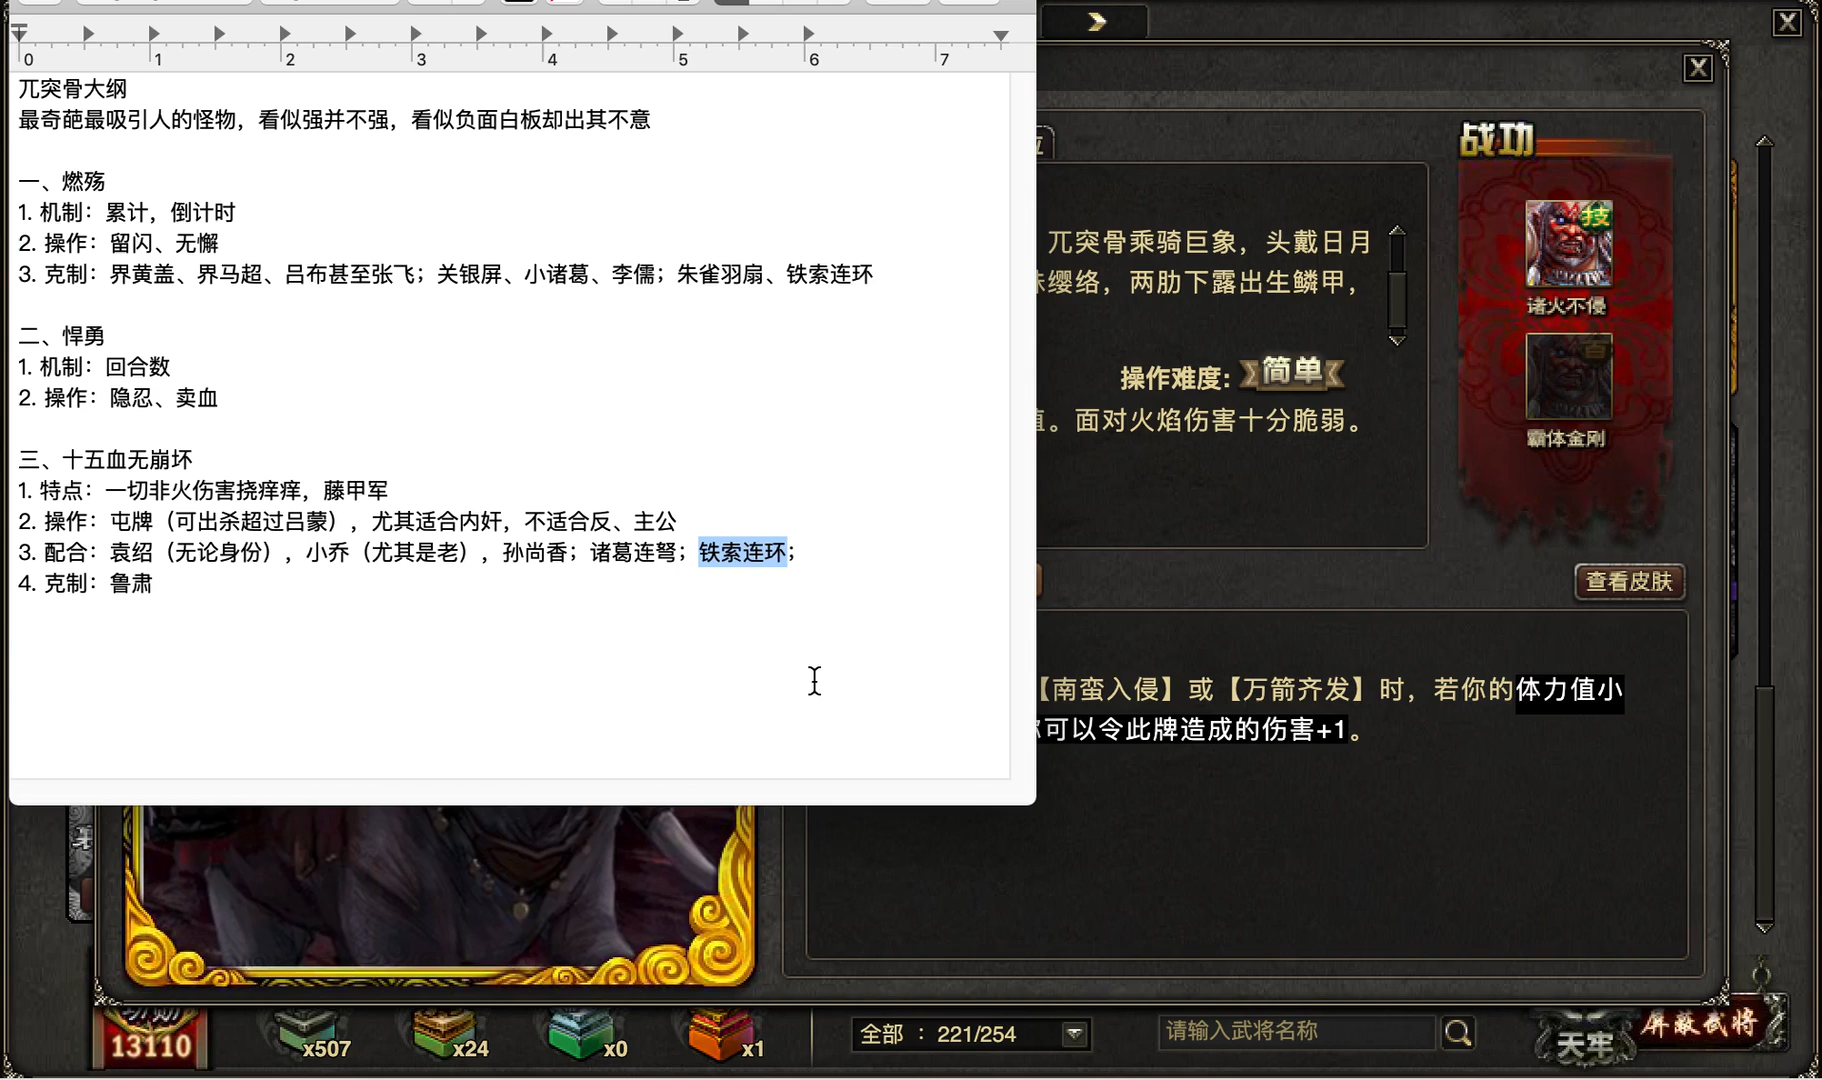 0 1 2 3 4 5 6 7
兀突骨大纲
最奇葩最吸引人的怪物，看似强并不强，看似负面白板却出其不意
一、燃殇
1. 机制：累计，倒计时
2. 操作：留闪、无懈
3. 克制：界黄盖、界马超、吕布甚至张飞；关银屏、小诸葛、李儒；朱雀羽扇、铁索连环
二、悍勇
1. 机制：回合数
2. 操作：隐忍、卖血
三、十五血无崩坏
1. 特点：一切非火伤害挠痒痒，藤甲军
2. 操作：屯牌（可出杀超过吕蒙），尤其适合内奸，不适合反、主公
3. 配合：袁绍（无论身份），小乔（尤其是老），孙尚香；诸葛连弩；铁索连环；
4. 克制：鲁肃
战功
技
诸火不侵
霸体金刚
兀突骨乘骑巨象，头戴日月
缨络，两肋下露出生鳞甲，
操作难度：简单
。面对火焰伤害十分脆弱。
查看皮肤
【南蛮入侵】或【万箭齐发】时，若你的体力值小
可以令此牌造成的伤害+1。
13110
x507
x24
x0
x1
全部 ：221/254
请输入武将名称
天牢
屏蔽武将